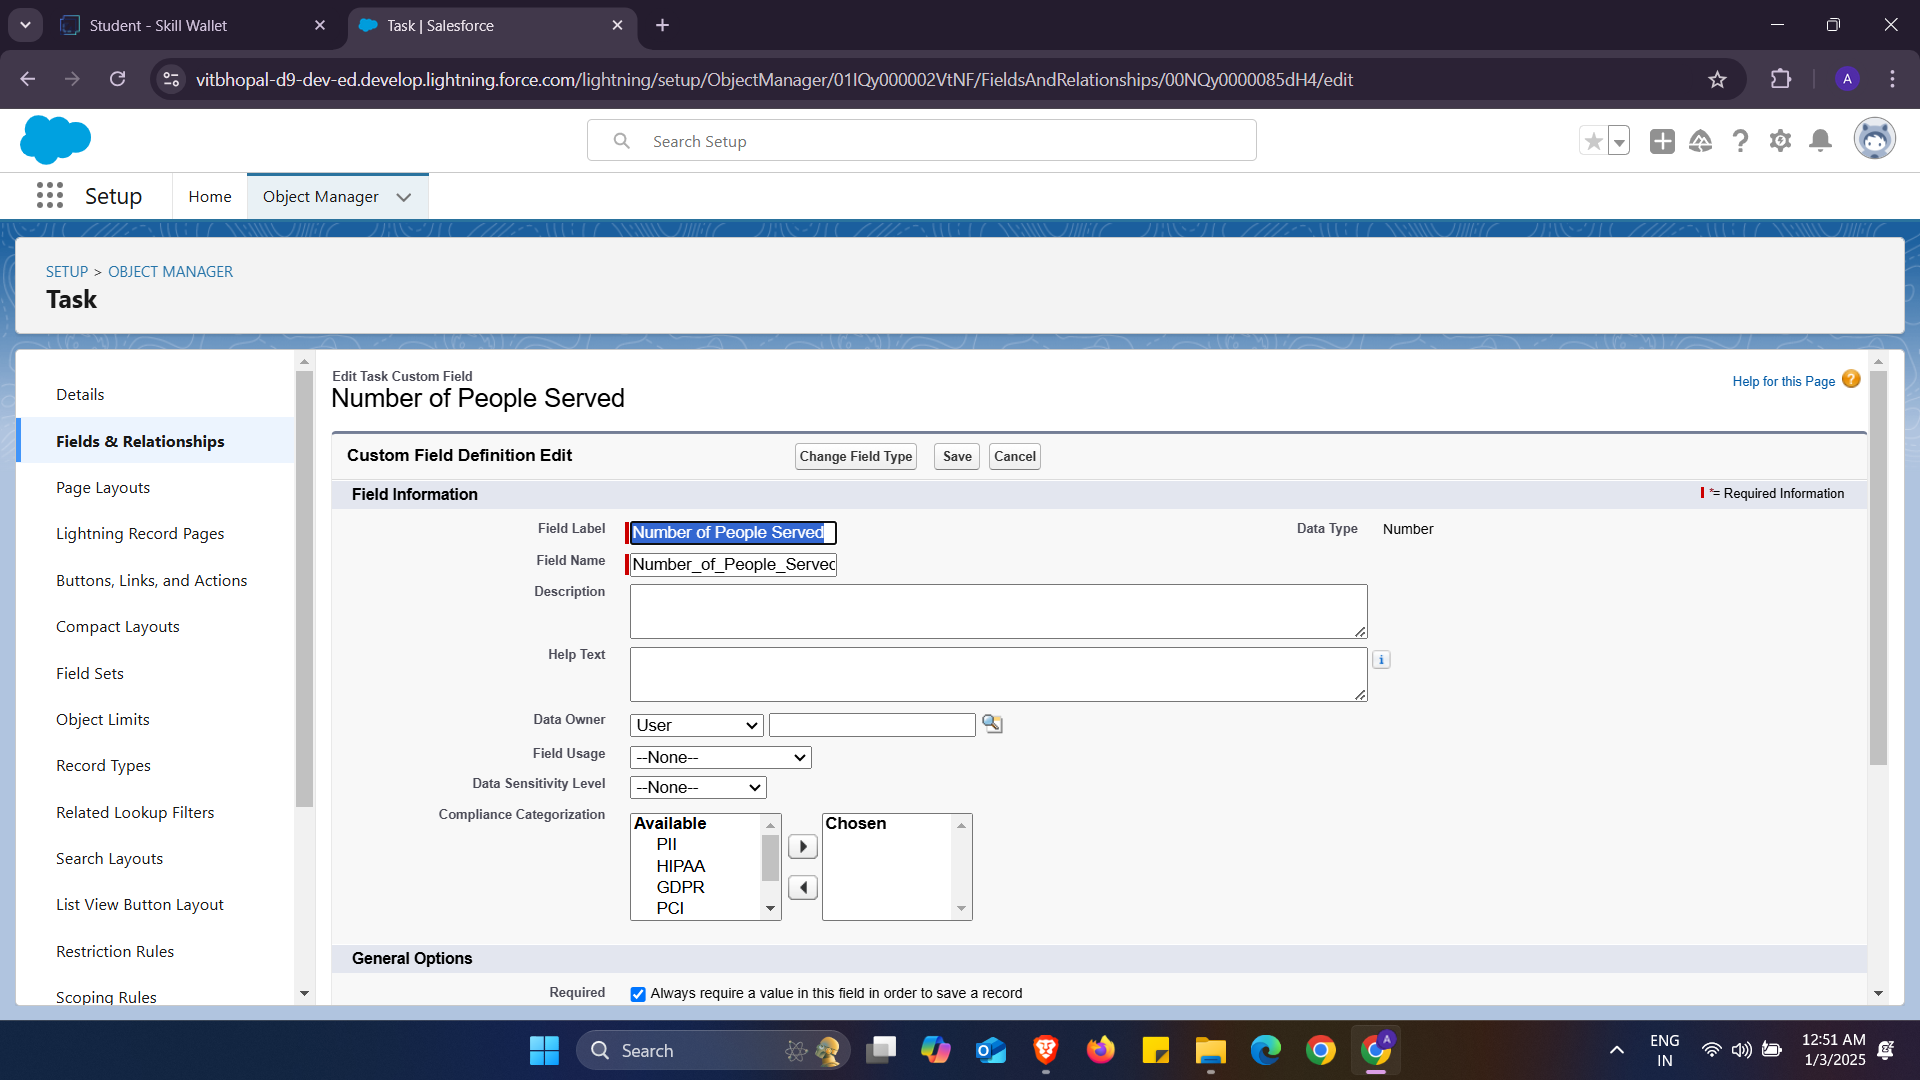 Student - Skill Wallet
Task | Salesforce
vitbhopal-d9-dev-ed.develop.lightning.force.com/lightning/setup/ObjectManager/01IQy000002VtNF/FieldsAndRelationships/00NQy0000085dH4/edit
A
Search Setup
Setup
Home
Object Manager
SETUP > OBJECT MANAGER
Task
Details
Fields & Relationships
Page Layouts
Lightning Record Pages
Buttons, Links, and Actions
Compact Layouts
Field Sets
Object Limits
Record Types
Related Lookup Filters
Search Layouts
List View Button Layout
Restriction Rules
Scoping Rules
Edit Task Custom Field
Number of People Served
Help for this Page
Custom Field Definition Edit
Change Field Type
Save
Cancel
Field Information
*= Required Information
Field Label
Number of People Served
Data Type
Number
Field Name
Number_of_People_Served
Description
Help Text
Data Owner
User
Field Usage
--None--
Data Sensitivity Level
--None--
Compliance Categorization
Available
PII
HIPAA
GDPR
PCI
Chosen
General Options
Required
Always require a value in this field in order to save a record
Search
A
ENG
IN
12:51 AM
1/3/2025